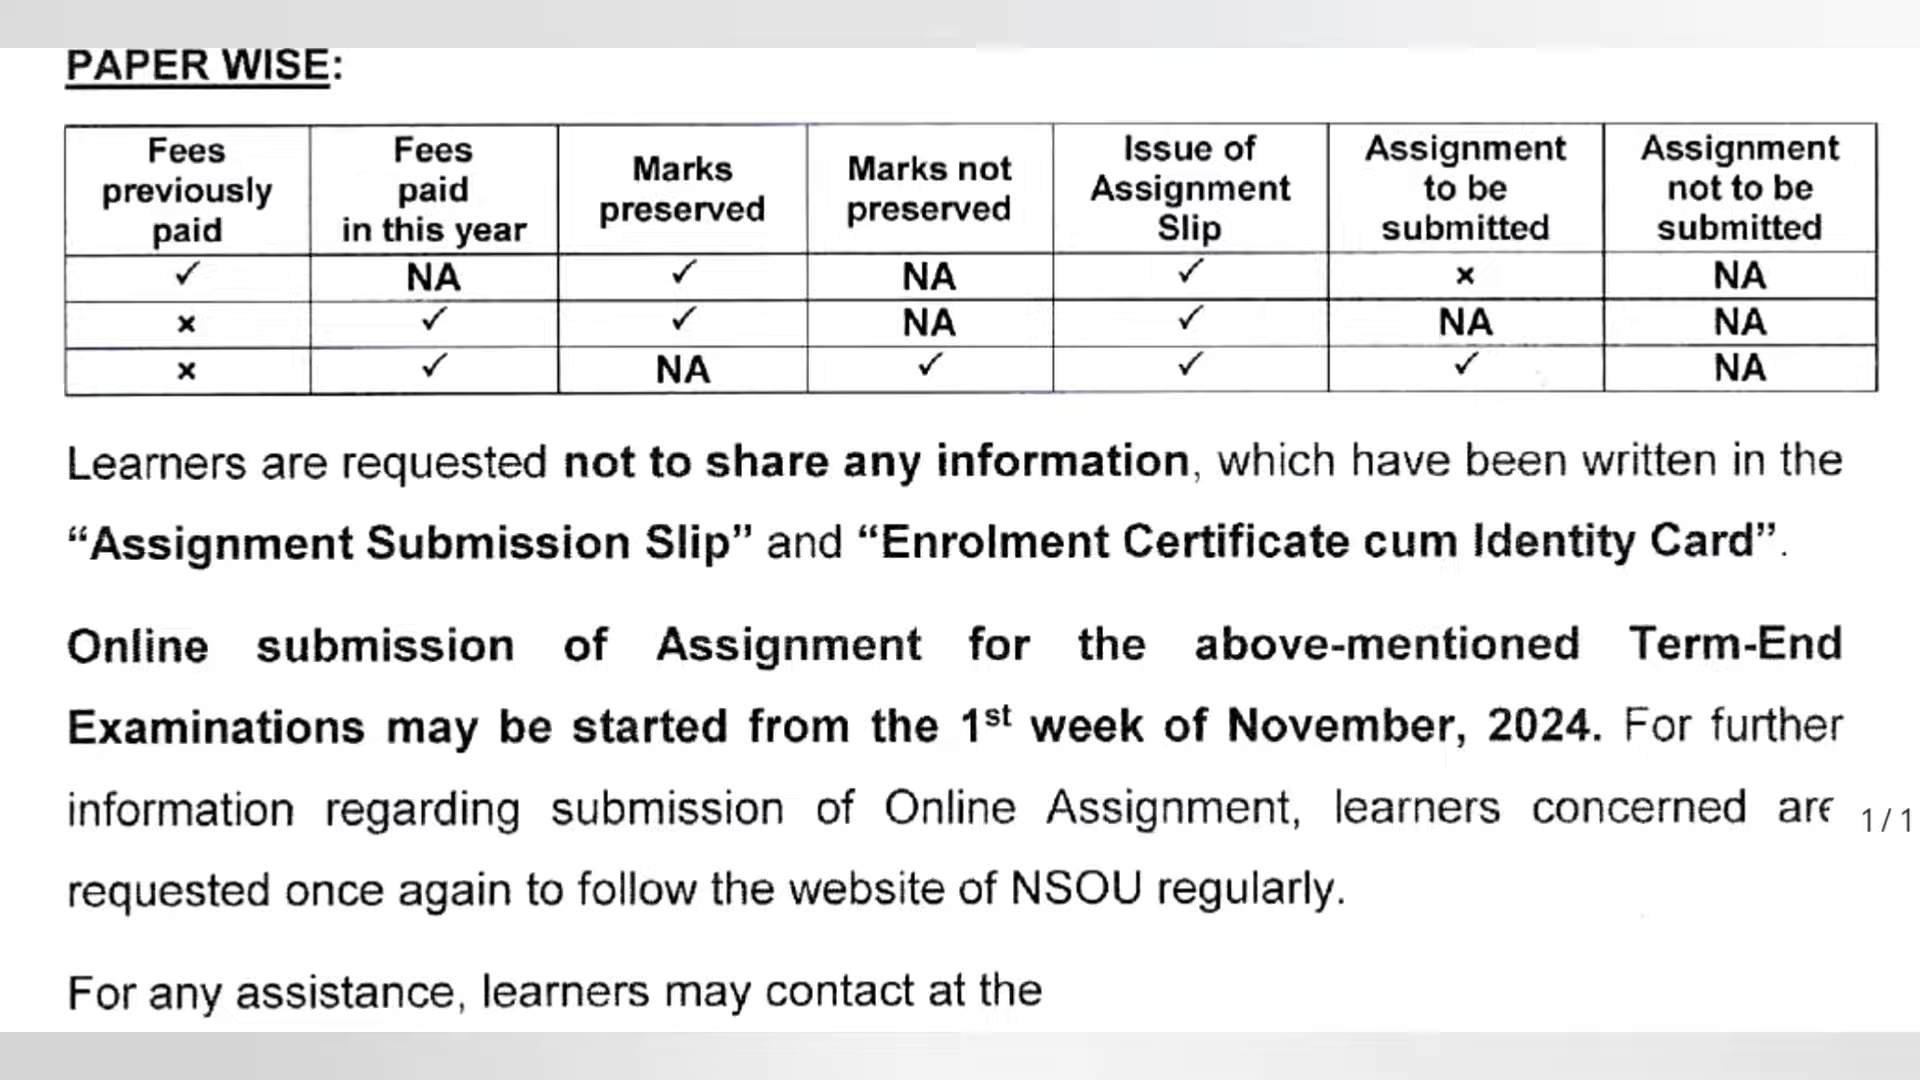 PAPER WISE:
Fees previously paid | Fees paid in this year | Marks preserved | Marks not preserved | Issue of Assignment Slip | Assignment to be submitted | Assignment not to be submitted
✓ | NA | ✓ | NA | ✓ | × | NA
× | ✓ | ✓ | NA | ✓ | NA | NA
× | ✓ | NA | ✓ | ✓ | ✓ | NA
Learners are requested not to share any information, which have been written in the
“Assignment Submission Slip” and “Enrolment Certificate cum Identity Card”.
Online submission of Assignment for the above-mentioned Term-End
Examinations may be started from the 1st week of November, 2024. For further
information regarding submission of Online Assignment, learners concerned are
1 / 1
requested once again to follow the website of NSOU regularly.
For any assistance, learners may contact at the